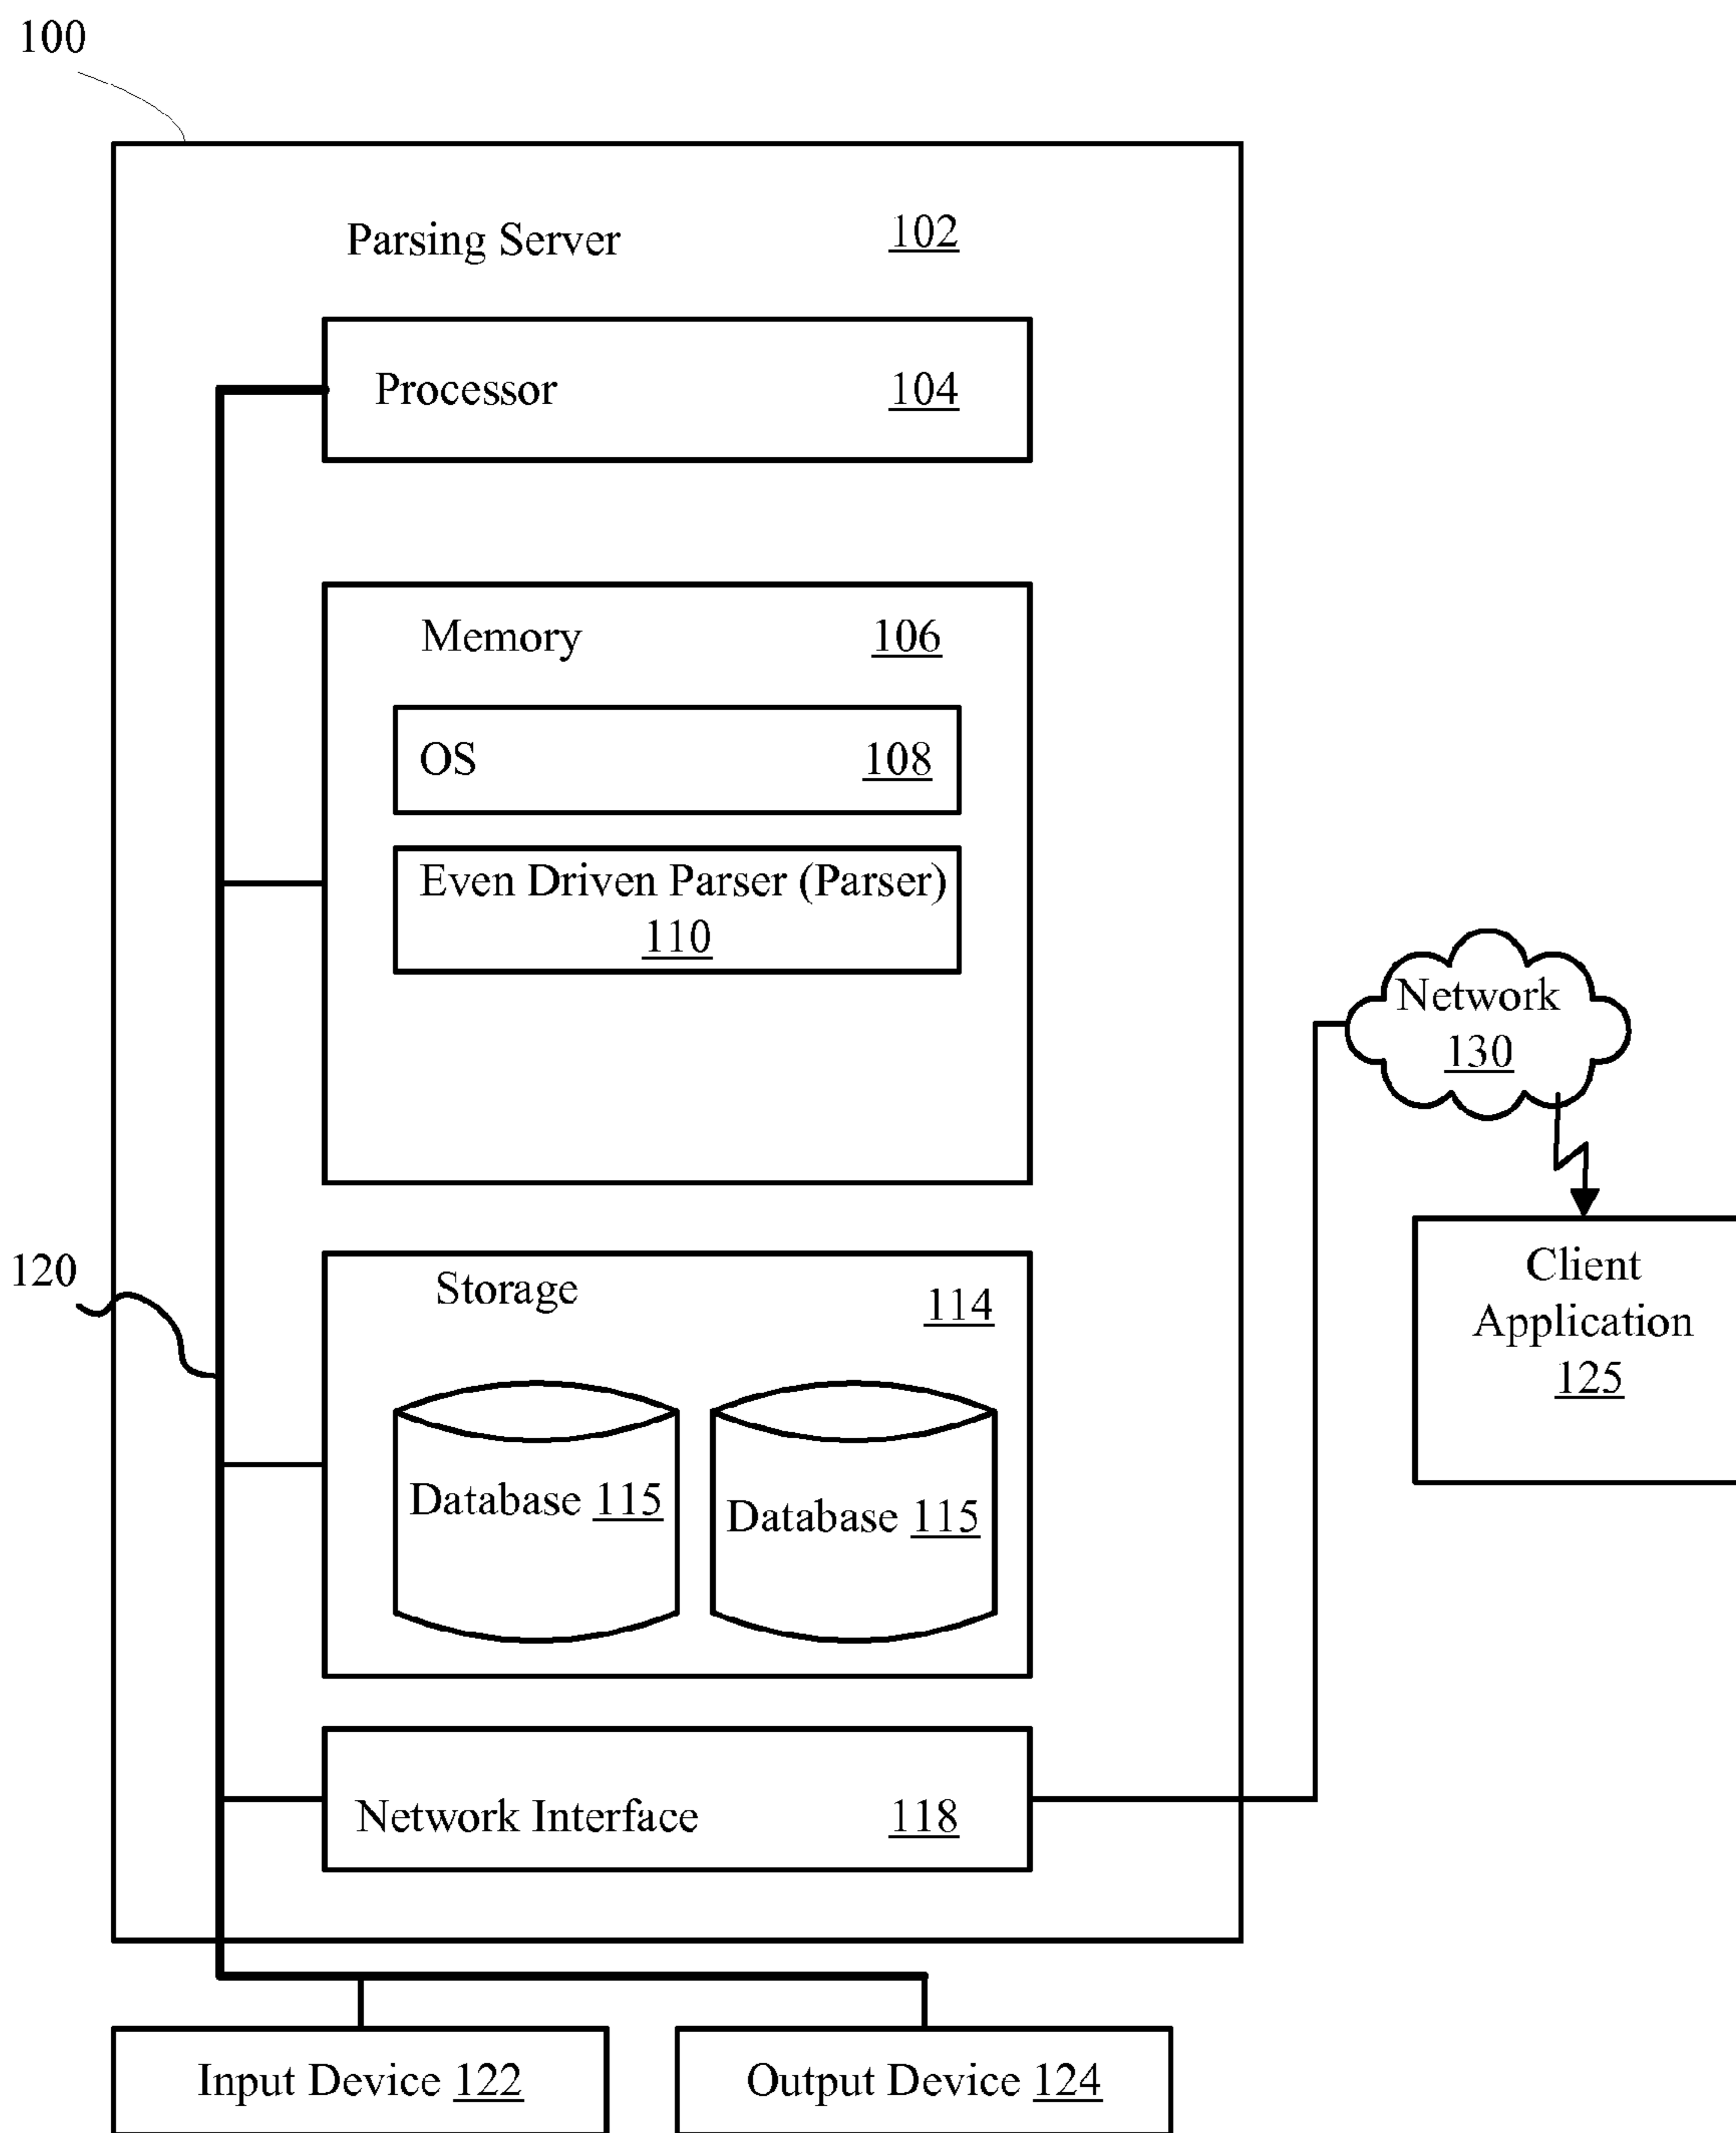 100
Parsing Server 102
Processor 104
Memory 106
OS 108
Even Driven Parser (Parser)
110
Network
130
120
Storage 114
Client
Application
125
Database 115
Database 115
Network Interface 118
Input Device 122
Output Device 124